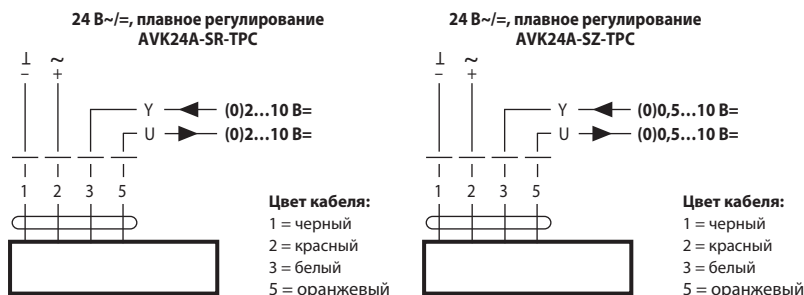 24 В~/=, плавное регулирование
AVK24A-SR-TPC
⊥ ~
– +
Y (0)2…10 В=
U (0)2…10 В=
1 2 3 5
Цвет кабеля:
1 = черный
2 = красный
3 = белый
5 = оранжевый
24 В~/=, плавное регулирование
AVK24A-SZ-TPC
⊥ ~
– +
Y (0)0,5…10 В=
U (0)0,5…10 В=
1 2 3 5
Цвет кабеля:
1 = черный
2 = красный
3 = белый
5 = оранжевый